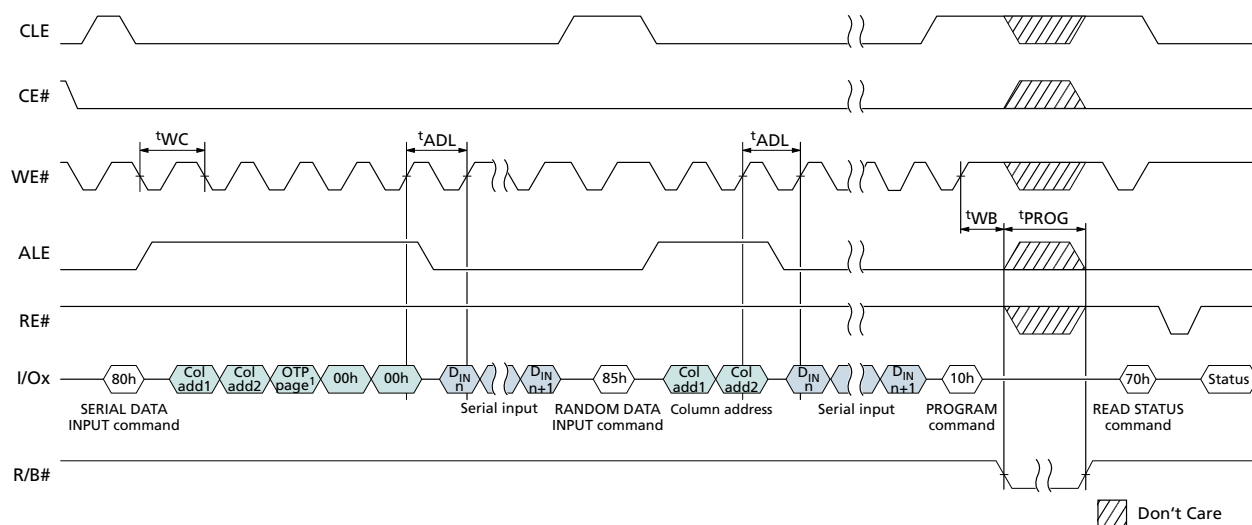 CLE
CE#
tWC
tADL
tADL
WE#
tWB
tPROG
ALE
RE#
I/Ox
80h
Col add1
Col add2
OTP page1
00h
00h
DIN n
DIN n+1
85h
Col add1
Col add2
DIN n
DIN n+1
10h
70h
Status
SERIAL DATA
INPUT command
Serial input
RANDOM DATA
INPUT command
Column address
Serial input
PROGRAM
command
READ STATUS
command
R/B#
Don't Care